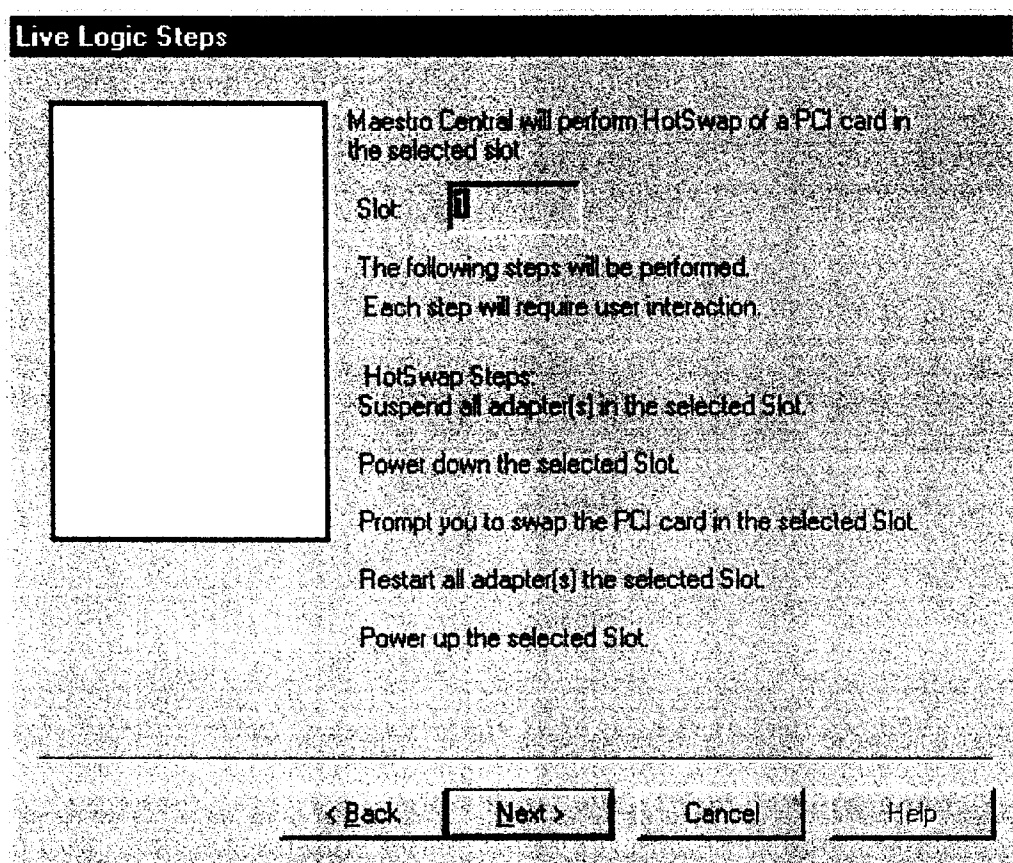 Live Logic Steps
Maestro Central will perform HotSwap of a PCI card in
the selected slot
Slot: 1
The following steps will be performed.
Each step will require user interaction.
HotSwap Steps:
Suspend all adapter(s) in the selected Slot.
Power down the selected Slot.
Prompt you to swap the PCI card in the selected Slot.
Restart all adapter(s) the selected Slot.
Power up the selected Slot.
< Back Next > Cancel Help